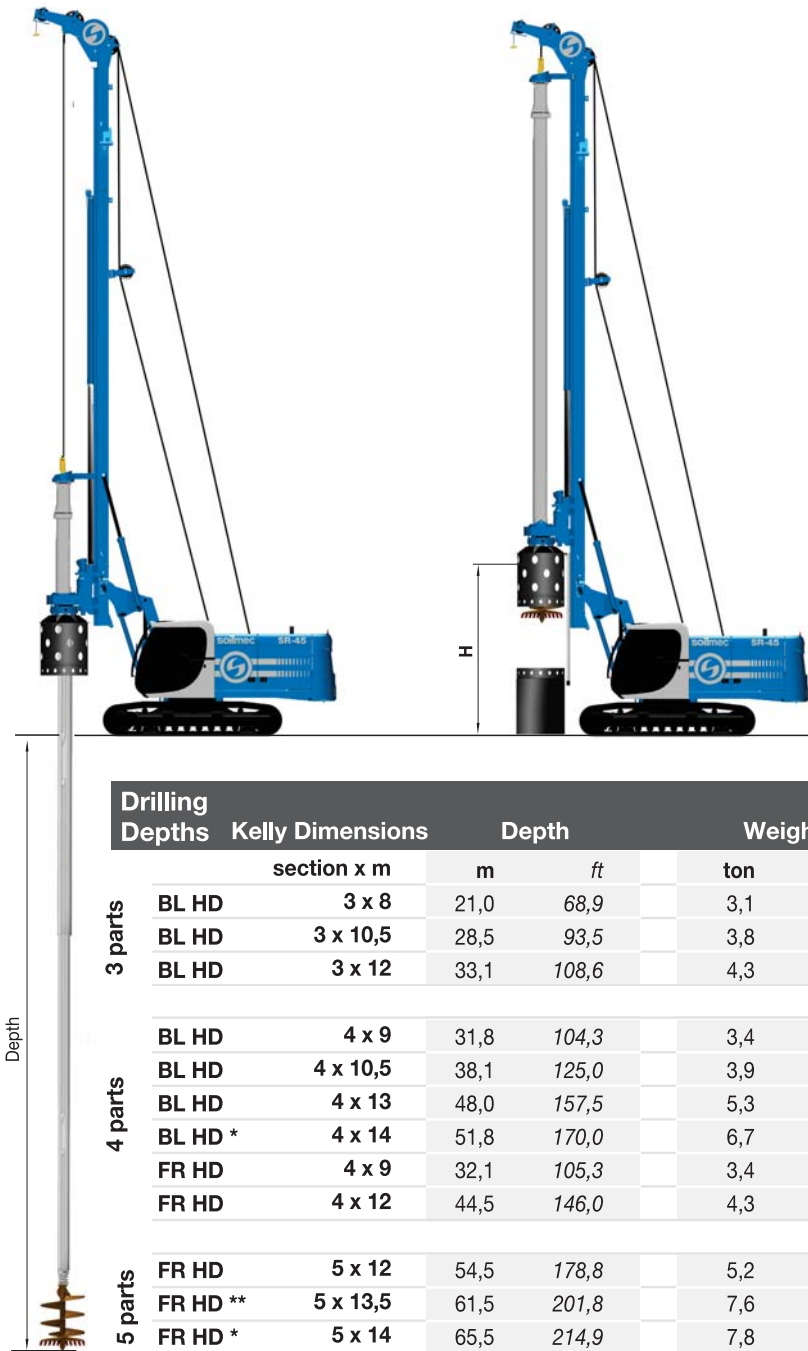 soilmec SR-45
soilmec SR-45
H
Depth
Drilling
Depths Kelly Dimensions Depth Weigh
section x m m ft ton
3 parts
BL HD 3 x 8 21,0 68,9 3,1
BL HD 3 x 10,5 28,5 93,5 3,8
BL HD 3 x 12 33,1 108,6 4,3
4 parts
BL HD 4 x 9 31,8 104,3 3,4
BL HD 4 x 10,5 38,1 125,0 3,9
BL HD 4 x 13 48,0 157,5 5,3
BL HD * 4 x 14 51,8 170,0 6,7
FR HD 4 x 9 32,1 105,3 3,4
FR HD 4 x 12 44,5 146,0 4,3
5 parts
FR HD 5 x 12 54,5 178,8 5,2
FR HD ** 5 x 13,5 61,5 201,8 7,6
FR HD * 5 x 14 65,5 214,9 7,8